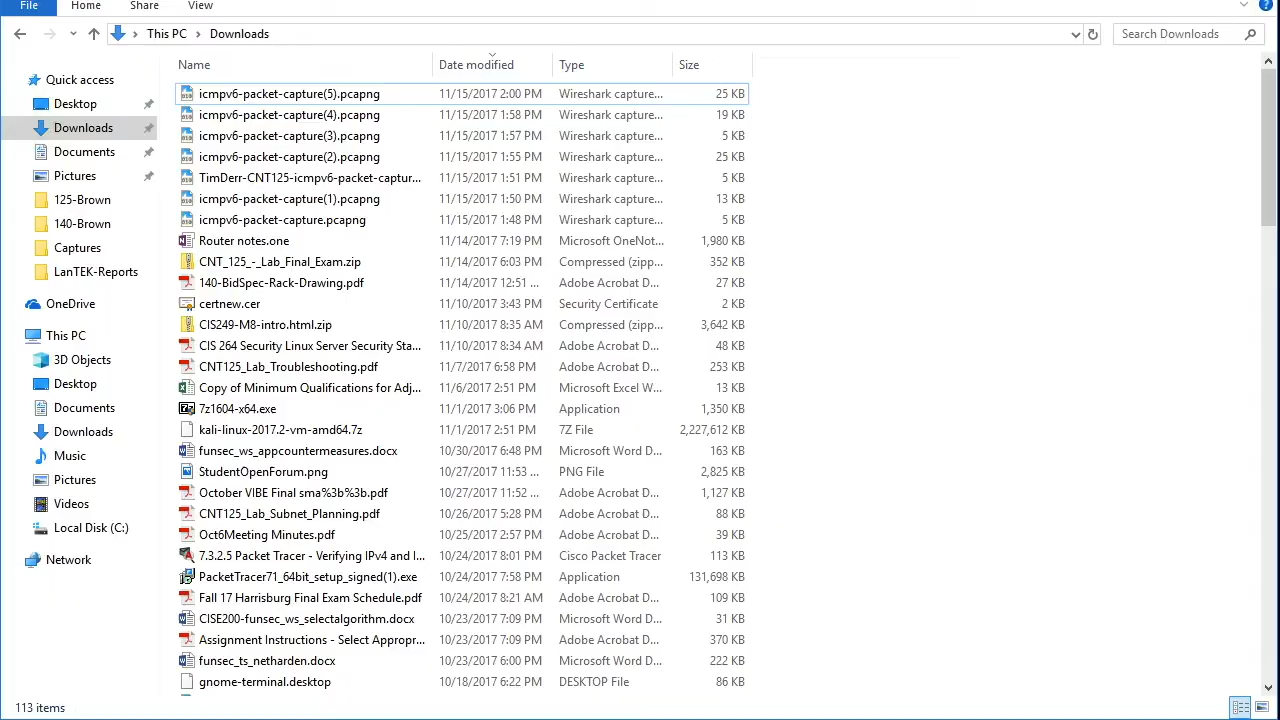 File Home Share View
This PC Downloads Search Downloads
Name Date modified Type Size
Quick access
Desktop
Downloads
Documents
Pictures
125-Brown
140-Brown
Captures
LanTEK-Reports
OneDrive
This PC
3D Objects
Desktop
Documents
Downloads
Music
Pictures
Videos
Local Disk (C:)
Network
icmpv6-packet-capture(5).pcapng 11/15/2017 2:00 PM Wireshark capture... 25 KB
icmpv6-packet-capture(4).pcapng 11/15/2017 1:58 PM Wireshark capture... 19 KB
icmpv6-packet-capture(3).pcapng 11/15/2017 1:57 PM Wireshark capture... 5 KB
icmpv6-packet-capture(2).pcapng 11/15/2017 1:55 PM Wireshark capture... 25 KB
TimDerr-CNT125-icmpv6-packet-captur... 11/15/2017 1:51 PM Wireshark capture... 5 KB
icmpv6-packet-capture(1).pcapng 11/15/2017 1:50 PM Wireshark capture... 13 KB
icmpv6-packet-capture.pcapng 11/15/2017 1:48 PM Wireshark capture... 5 KB
Router notes.one 11/14/2017 7:19 PM Microsoft OneNot... 1,980 KB
CNT_125_-_Lab_Final_Exam.zip 11/14/2017 6:03 PM Compressed (zipp... 352 KB
140-BidSpec-Rack-Drawing.pdf 11/14/2017 12:51 ... Adobe Acrobat D... 27 KB
certnew.cer 11/10/2017 3:43 PM Security Certificate 2 KB
CIS249-M8-intro.html.zip 11/10/2017 8:35 AM Compressed (zipp... 3,642 KB
CIS 264 Security Linux Server Security Sta... 11/10/2017 8:34 AM Adobe Acrobat D... 48 KB
CNT125_Lab_Troubleshooting.pdf 11/7/2017 6:58 PM Adobe Acrobat D... 253 KB
Copy of Minimum Qualifications for Adj... 11/6/2017 2:51 PM Microsoft Excel W... 13 KB
7z1604-x64.exe 11/1/2017 3:06 PM Application 1,350 KB
kali-linux-2017.2-vm-amd64.7z 11/1/2017 2:51 PM 7Z File 2,227,612 KB
funsec_ws_appcountermeasures.docx 10/30/2017 6:48 PM Microsoft Word D... 163 KB
StudentOpenForum.png 10/27/2017 11:53 ... PNG File 2,825 KB
October VIBE Final sma%3b%3b.pdf 10/27/2017 11:52 ... Adobe Acrobat D... 1,127 KB
CNT125_Lab_Subnet_Planning.pdf 10/26/2017 5:28 PM Adobe Acrobat D... 88 KB
Oct6Meeting Minutes.pdf 10/25/2017 2:57 PM Adobe Acrobat D... 39 KB
7.3.2.5 Packet Tracer - Verifying IPv4 and I... 10/24/2017 8:01 PM Cisco Packet Tracer 113 KB
PacketTracer71_64bit_setup_signed(1).exe 10/24/2017 7:58 PM Application 131,698 KB
Fall 17 Harrisburg Final Exam Schedule.pdf 10/24/2017 8:21 AM Adobe Acrobat D... 109 KB
CISE200-funsec_ws_selectalgorithm.docx 10/23/2017 7:09 PM Microsoft Word D... 31 KB
Assignment Instructions - Select Appropr... 10/23/2017 7:09 PM Adobe Acrobat D... 370 KB
funsec_ts_netharden.docx 10/23/2017 6:00 PM Microsoft Word D... 222 KB
gnome-terminal.desktop 10/18/2017 6:22 PM DESKTOP File 86 KB
113 items